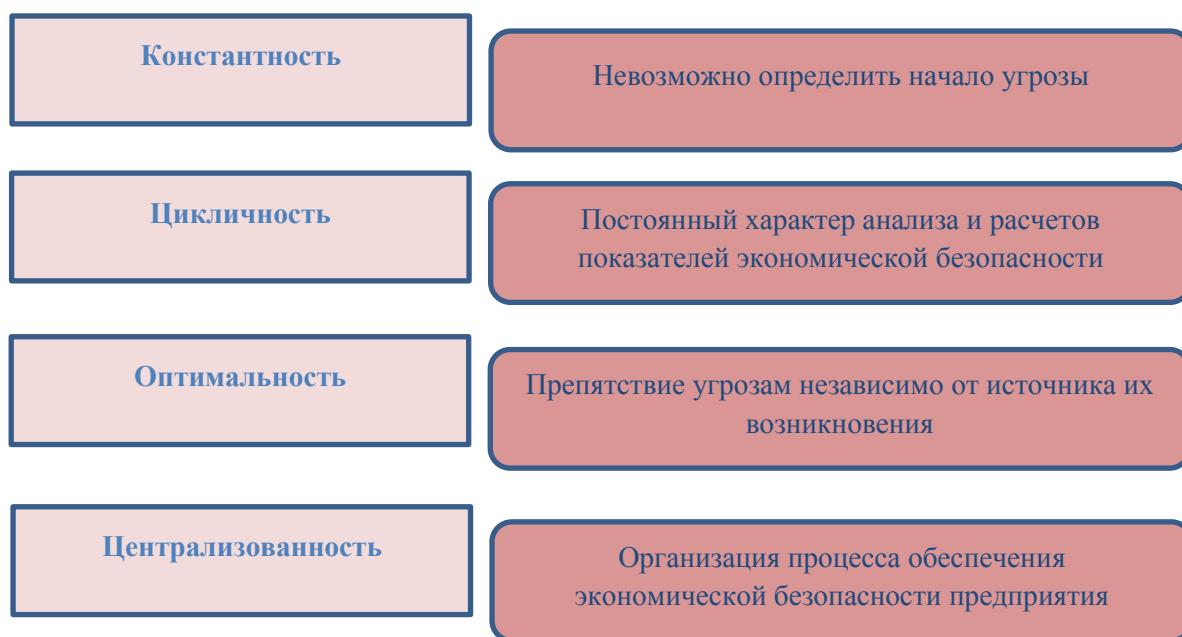 Константность
Невозможно определить начало угрозы
Цикличность
Постоянный характер анализа и расчетов
показателей экономической безопасности
Оптимальность
Препятствие угрозам независимо от источника их
возникновения
Централизованность
Организация процесса обеспечения
экономической безопасности предприятия